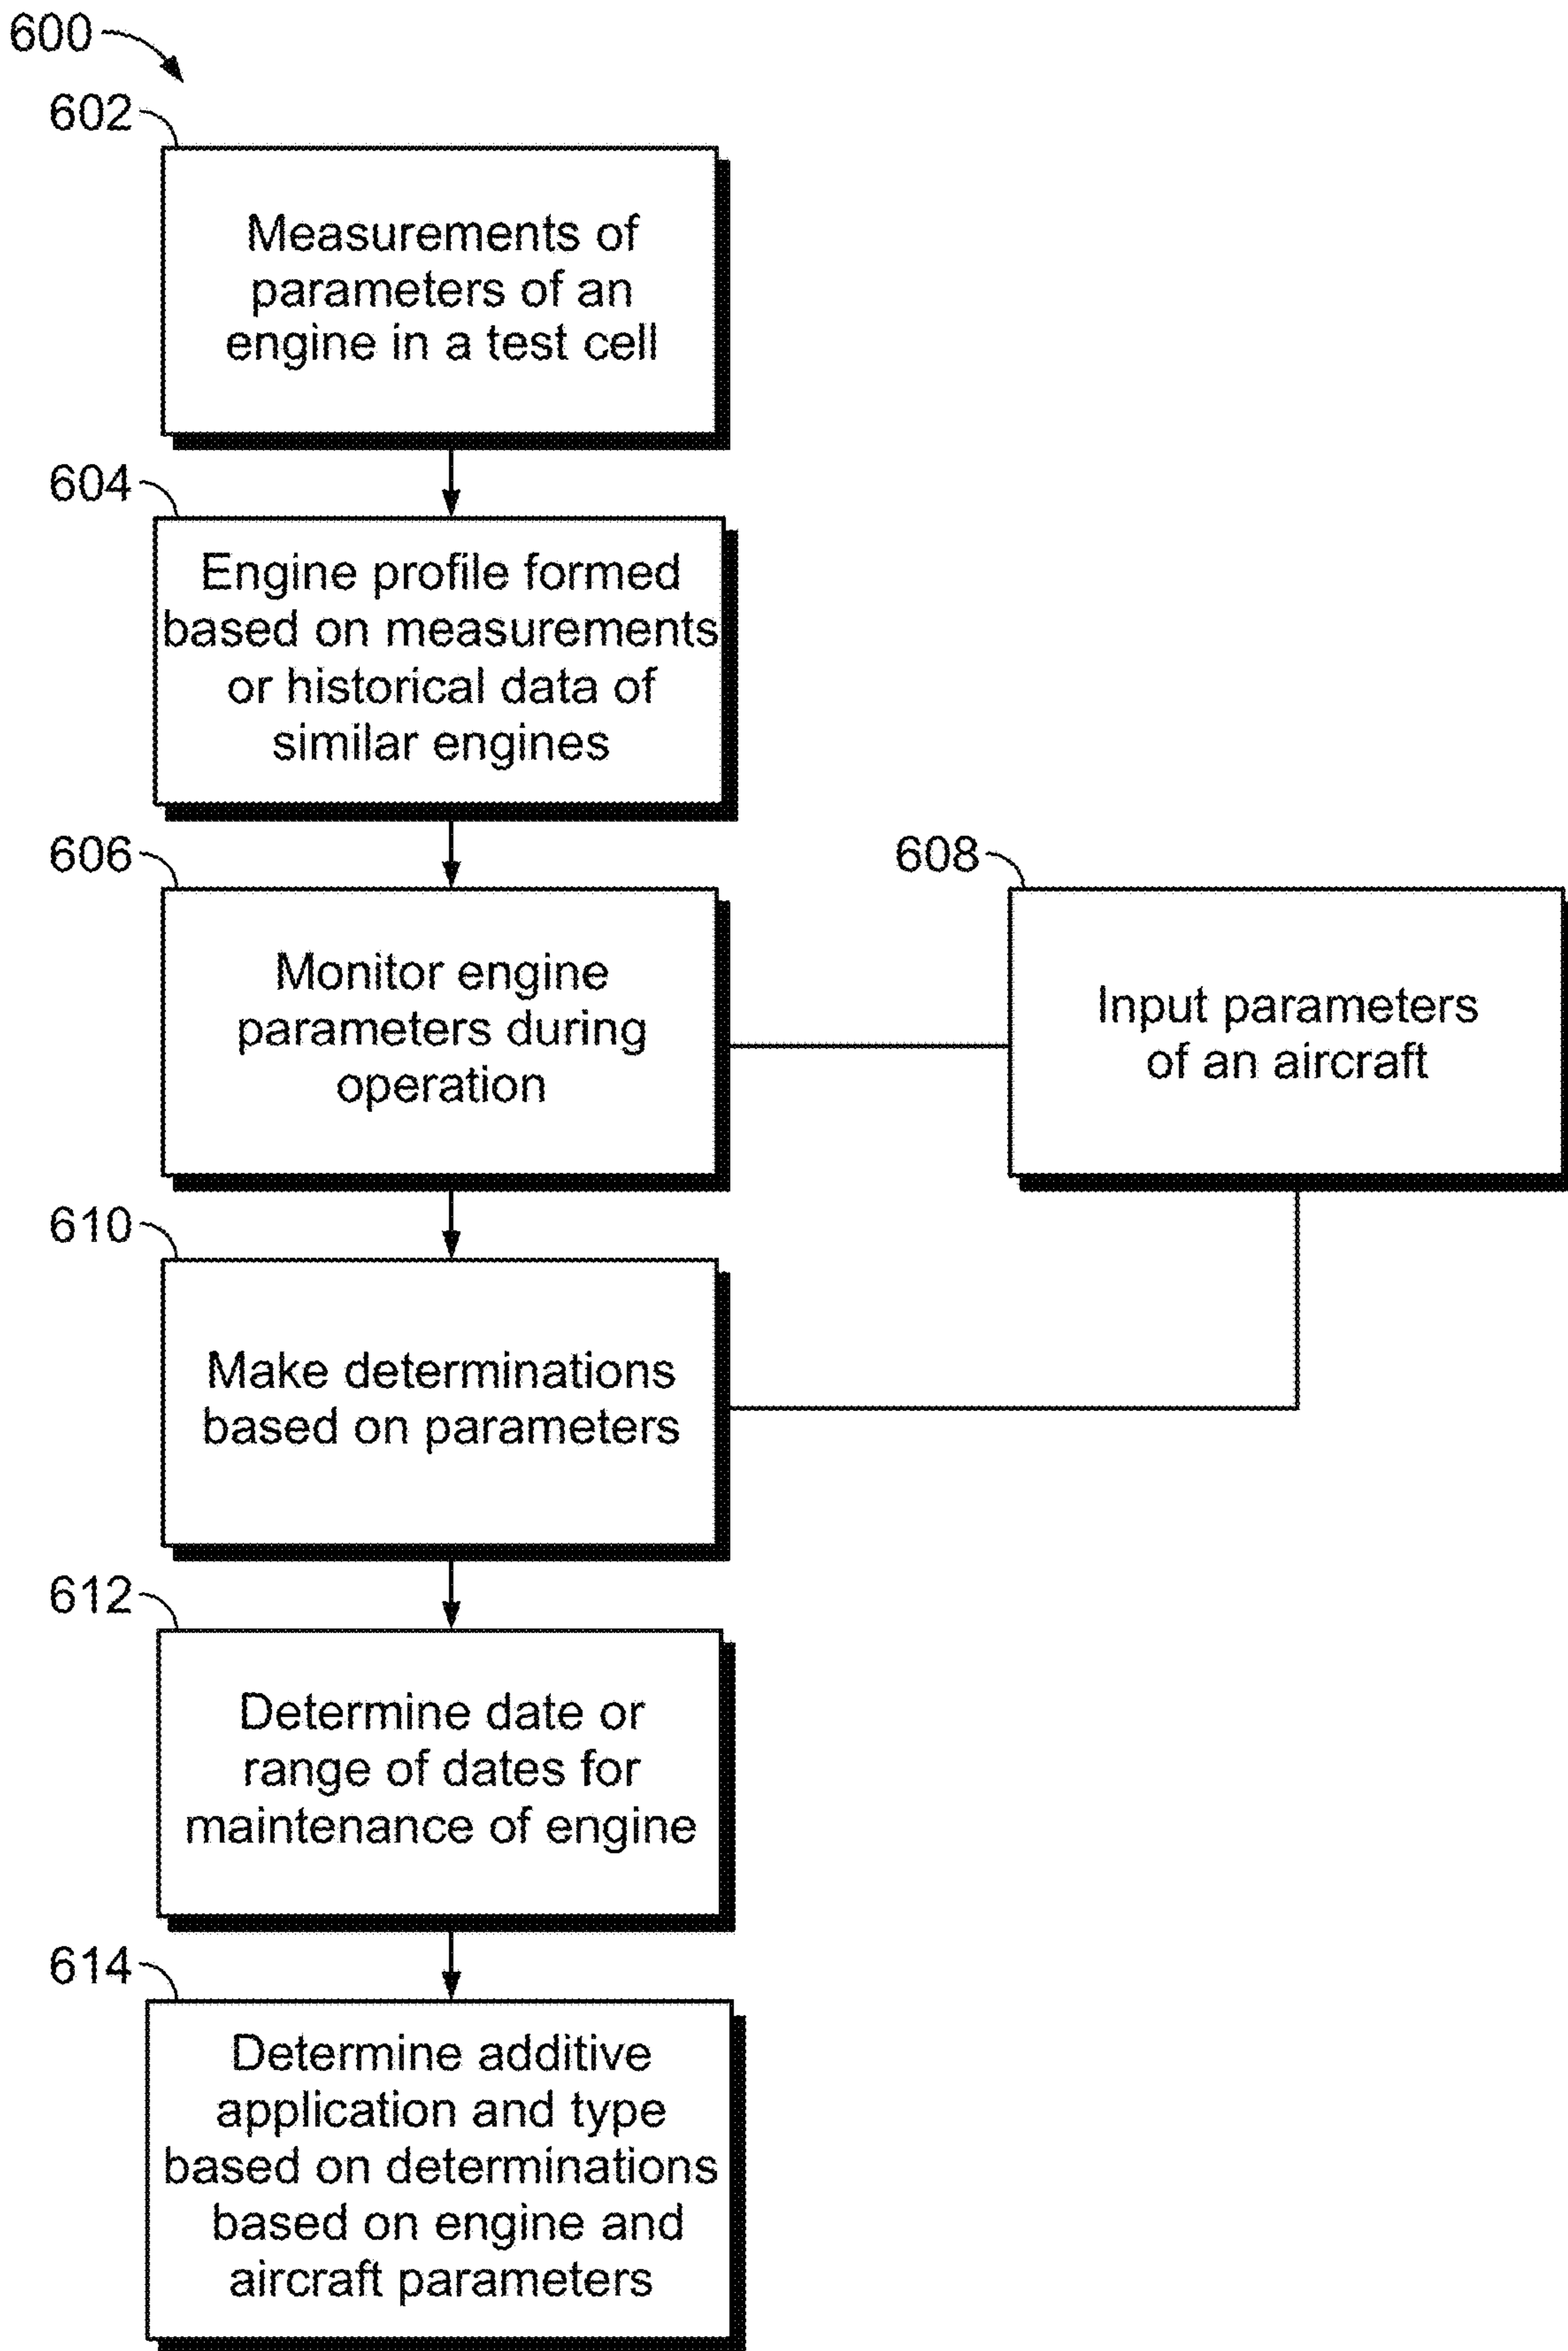 600
602
Measurements of
parameters of an
engine in a test cell
604
Engine profile formed
based on measurements
or historical data of
similar engines
606
Monitor engine
parameters during
operation
608
Input parameters
of an aircraft
610
Make determinations
based on parameters
612
Determine date or
range of dates for
maintenance of engine
614
Determine additive
application and type
based on determinations
based on engine and
aircraft parameters